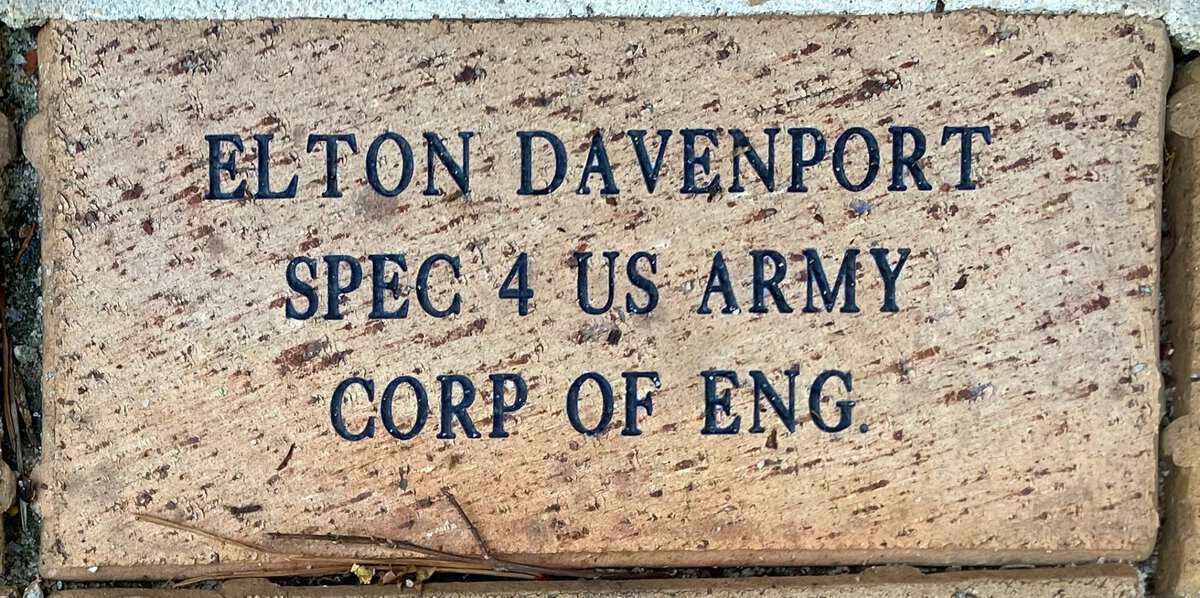 ELTON DAVENPORT
SPEC 4 US ARMY
CORP OF ENG.